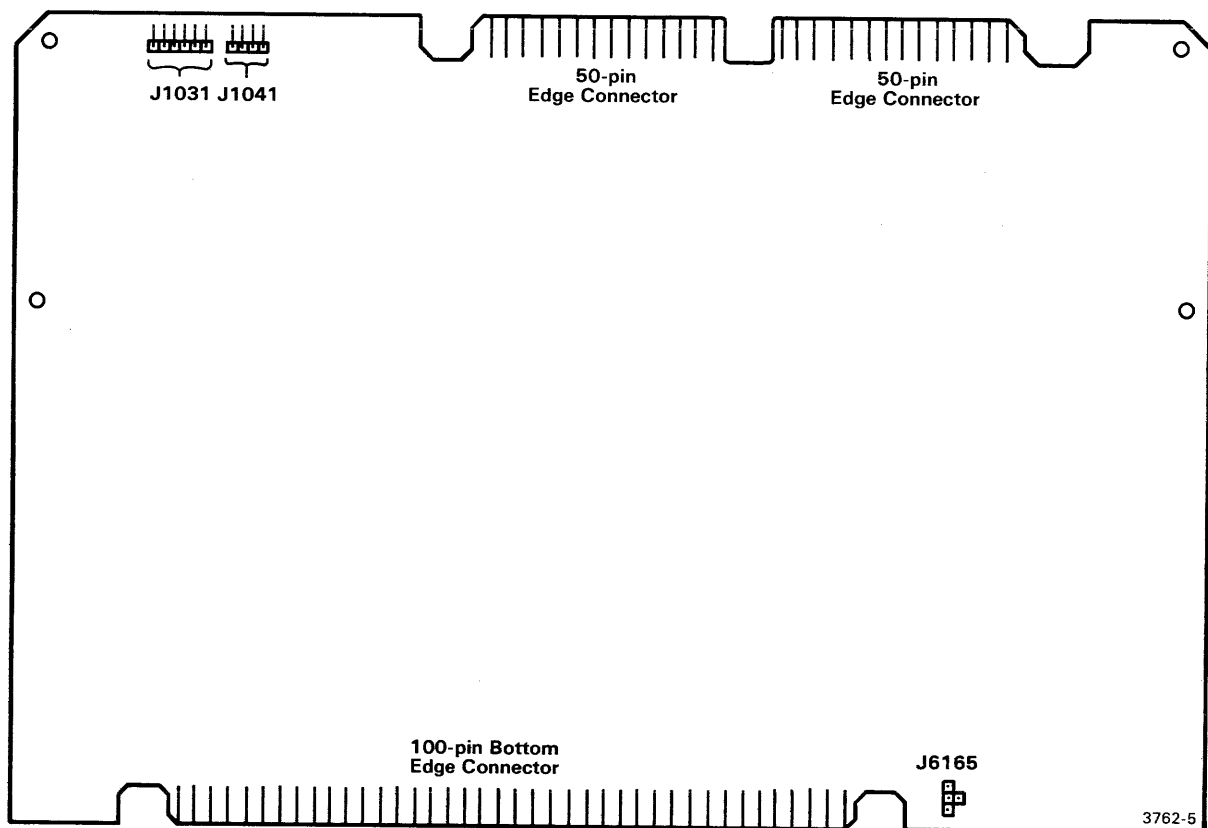 J1031 J1041
50-pin
Edge Connector
50-pin
Edge Connector
100-pin Bottom
Edge Connector
J6165
3762-5